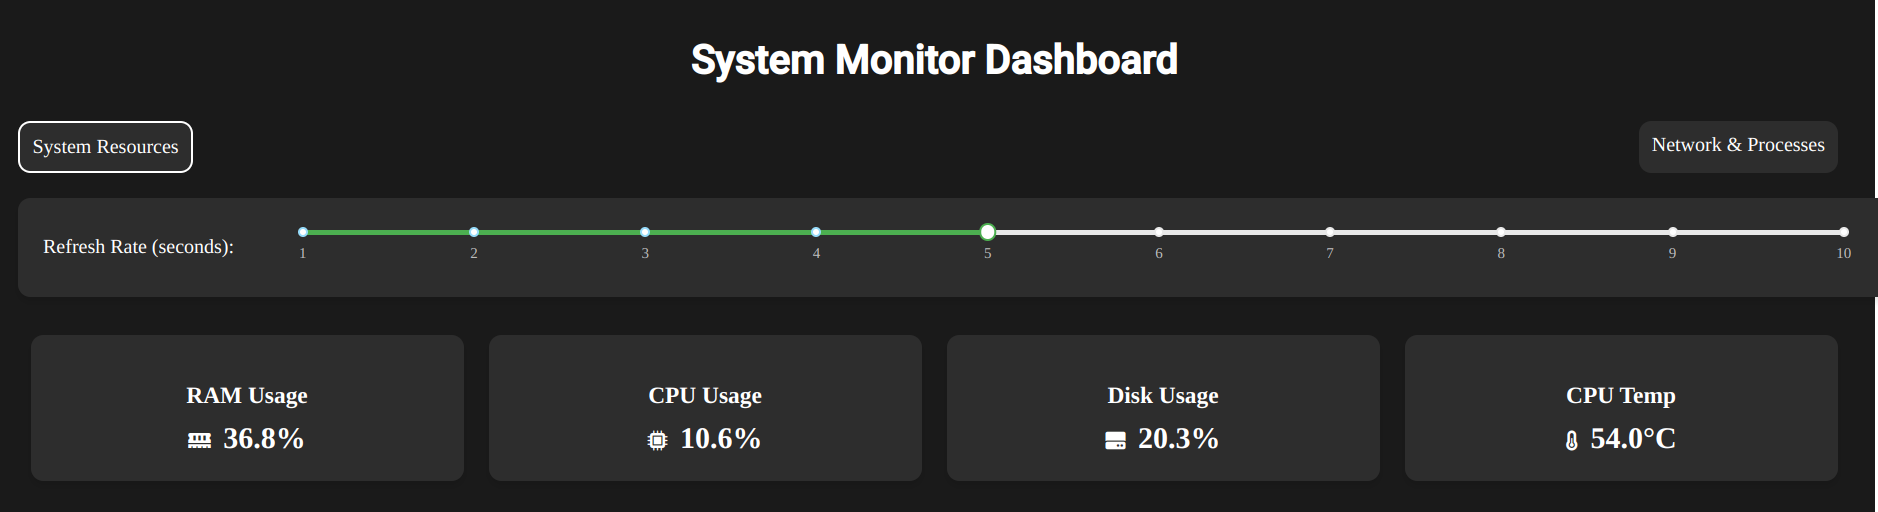 System Monitor Dashboard
System Resources
Network & Processes
Refresh Rate (seconds):
1 2 3 4 5 6 7 8 9 10
RAM Usage
36.8%
CPU Usage
10.6%
Disk Usage
20.3%
CPU Temp
54.0°C